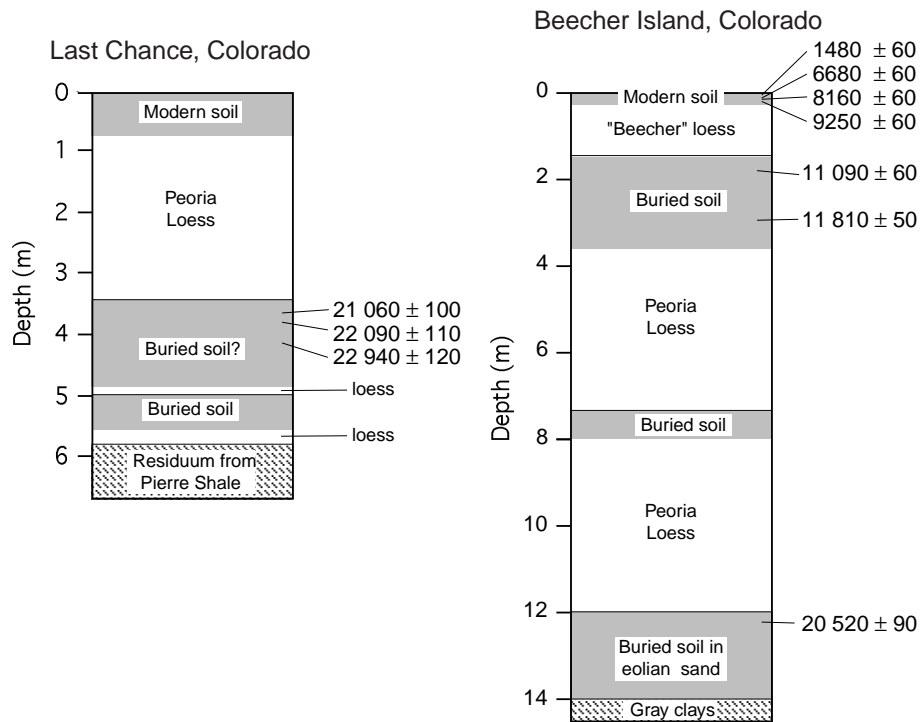 Last Chance, Colorado
Depth (m)
0
1
2
3
4
5
6
Modern soil
Peoria
Loess
21 060 ± 100
22 090 ± 110
22 940 ± 120
Buried soil?
loess
Buried soil
loess
Residuum from
Pierre Shale
Beecher Island, Colorado
Depth (m)
0
2
4
6
8
10
12
14
1480 ± 60
6680 ± 60
8160 ± 60
9250 ± 60
Modern soil
"Beecher" loess
11 090 ± 60
Buried soil
11 810 ± 50
Peoria
Loess
Buried soil
Peoria
Loess
20 520 ± 90
Buried soil in
eolian sand
Gray clays